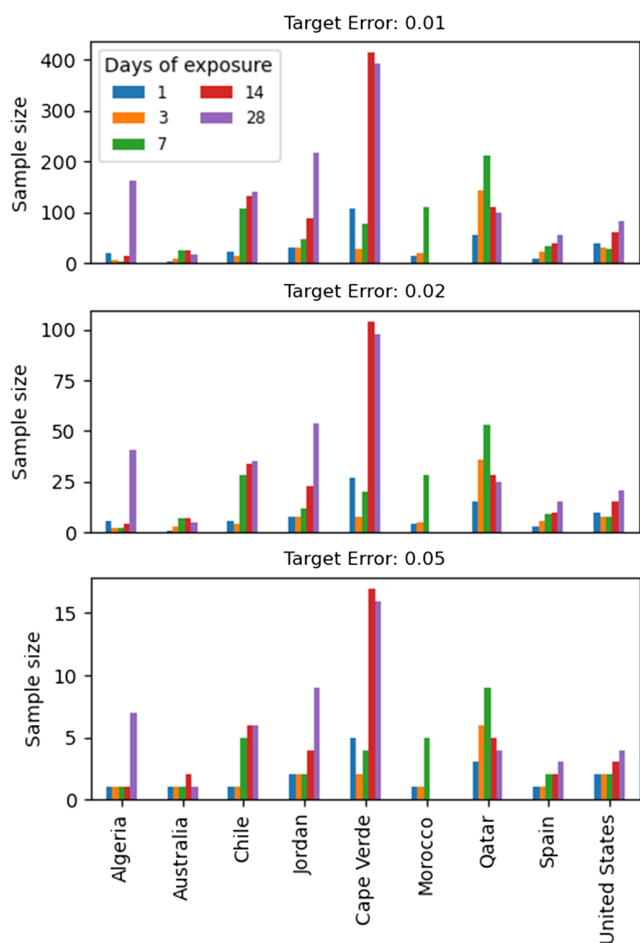 Target Error: 0.01
Sample size
400
300
200
100
0
Days of exposure
1 14
3 28
7
Target Error: 0.02
Sample size
100
75
50
25
0
Target Error: 0.05
Sample size
15
10
5
0
Algeria
Australia
Chile
Jordan
Cape Verde
Morocco
Qatar
Spain
United States